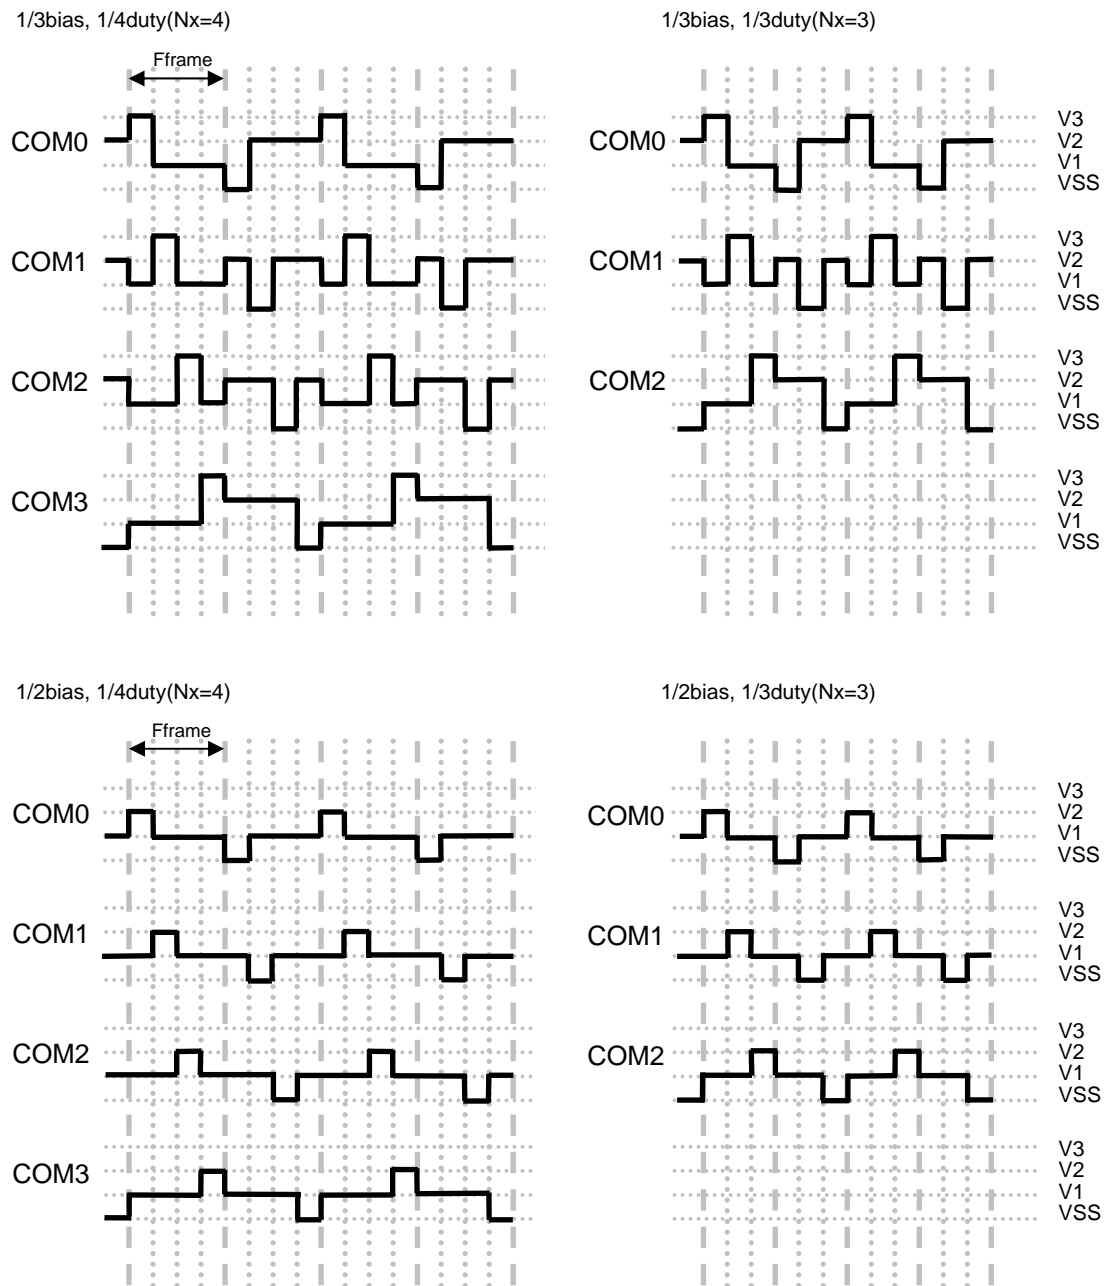 1/3bias, 1/4duty(Nx=4)
1/3bias, 1/3duty(Nx=3)
Fframe
COM0
COM0
V3
V2
V1
VSS
COM1
COM1
V3
V2
V1
VSS
COM2
COM2
V3
V2
V1
VSS
COM3
V3
V2
V1
VSS
1/2bias, 1/4duty(Nx=4)
1/2bias, 1/3duty(Nx=3)
Fframe
COM0
COM0
V3
V2
V1
VSS
COM1
COM1
V3
V2
V1
VSS
COM2
COM2
V3
V2
V1
VSS
COM3
V3
V2
V1
VSS